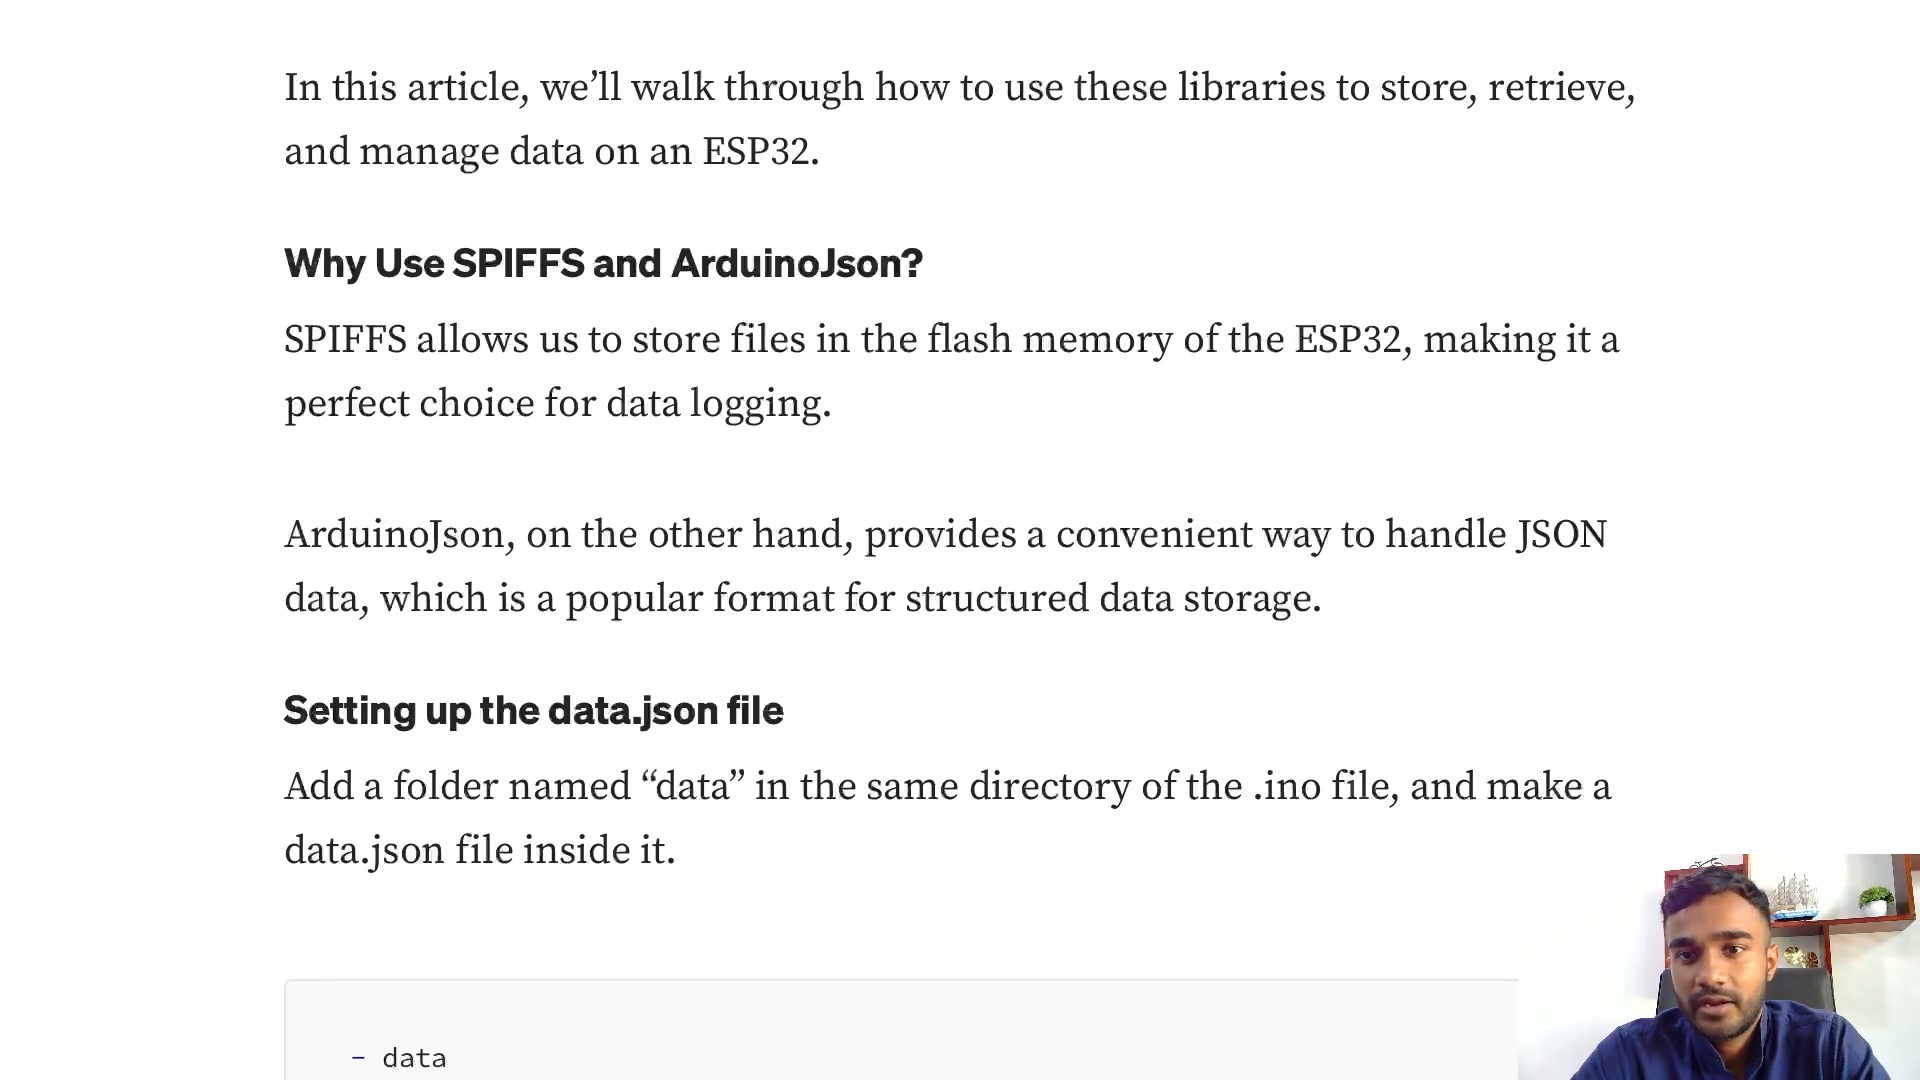 In this article, we’ll walk through how to use these libraries to store, retrieve,
and manage data on an ESP32.
Why Use SPIFFS and ArduinoJson?
SPIFFS allows us to store files in the flash memory of the ESP32, making it a
perfect choice for data logging.
ArduinoJson, on the other hand, provides a convenient way to handle JSON
data, which is a popular format for structured data storage.
Setting up the data.json file
Add a folder named “data” in the same directory of the .ino file, and make a
data.json file inside it.
- data